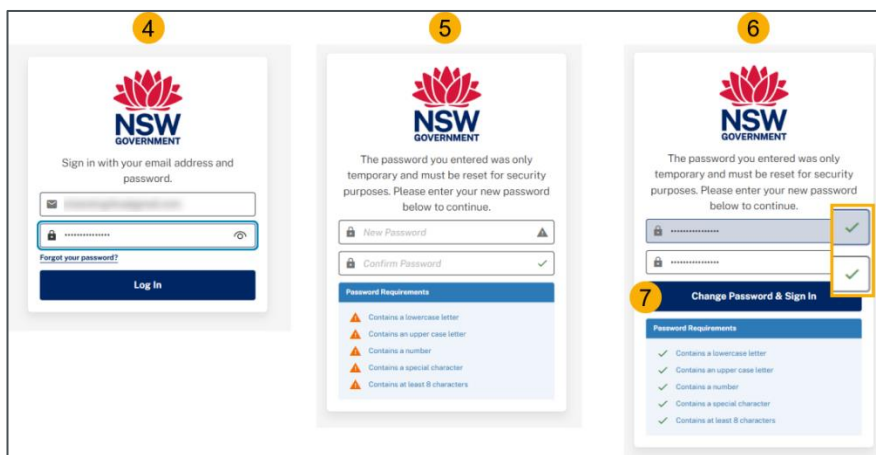 4
NSW
GOVERNMENT
Sign in with your email address and
password.
Forgot your password?
Log In
5
NSW
GOVERNMENT
The password you entered was only
temporary and must be reset for security
purposes. Please enter your new password
below to continue.
New Password
Confirm Password
Password Requirements
Contains a lowercase letter
Contains an upper case letter
Contains a number
Contains a special character
Contains at least 8 characters
6
NSW
GOVERNMENT
The password you entered was only
temporary and must be reset for security
purposes. Please enter your new password
below to continue.
7
Change Password & Sign In
Password Requirements
Contains a lowercase letter
Contains an upper case letter
Contains a number
Contains a special character
Contains at least 8 characters